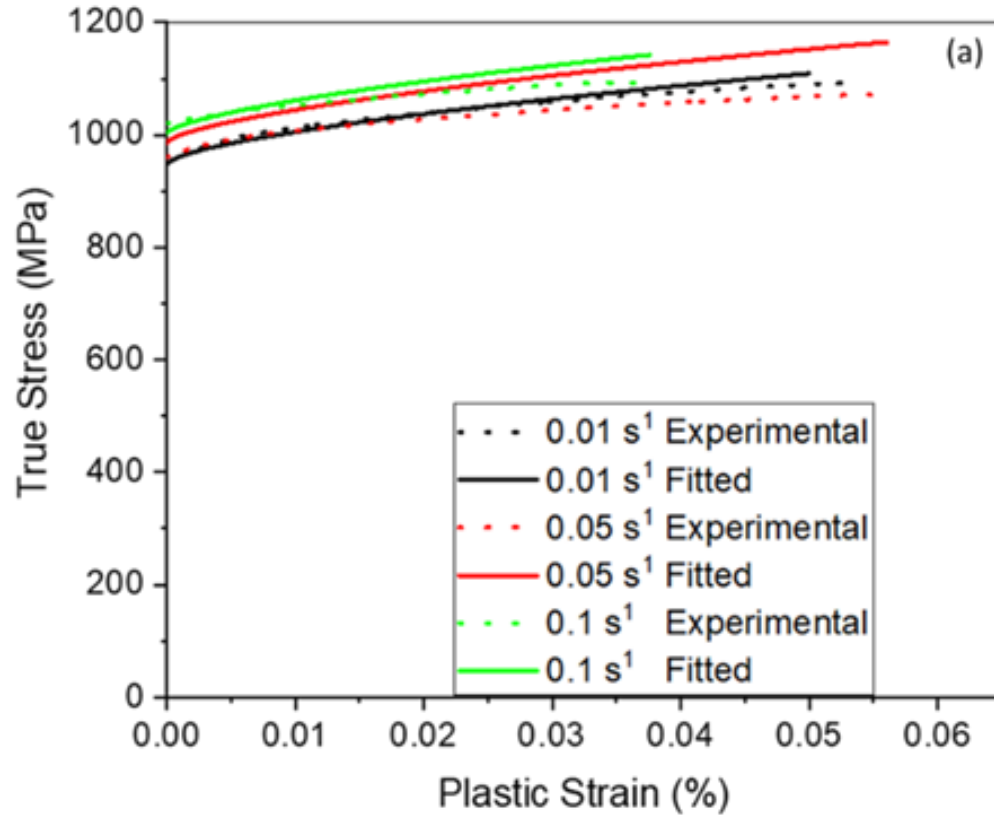 (a)
1200
1000
800
600
400
200
0
True Stress (MPa)
0.01 s¹ Experimental
0.01 s¹ Fitted
0.05 s¹ Experimental
0.05 s¹ Fitted
0.1 s¹ Experimental
0.1 s¹ Fitted
0.00 0.01 0.02 0.03 0.04 0.05 0.06
Plastic Strain (%)